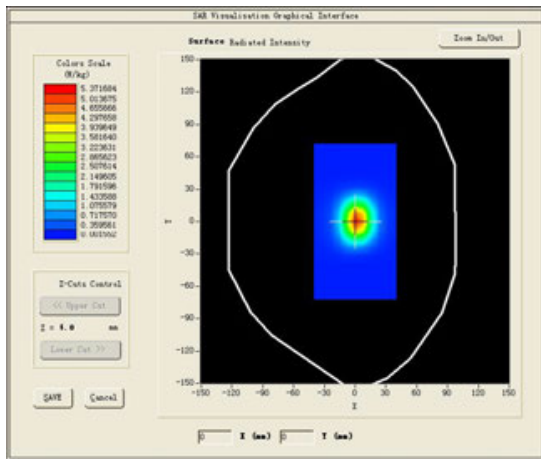 SAR Visualisation Graphical Interface
Surface Radiated Intensity
Zoom In/Out
Colors Scale
(W/kg)
5.371684
5.013675
4.655666
4.297658
3.939649
3.581640
3.223631
2.865623
2.507614
2.149605
1.791596
1.433588
1.075579
0.717570
0.359561
0.001552
Z-Cuts Control
<< Upper Cut
Z = 4.0 mm
Lower Cut >>
SAVE
Cancel
150
120
90
60
30
0
-30
-60
-90
-120
-150
Y
-150 -120 -90 -60 -30 0 30 60 90 120 150
X
0 X (mm) 0 Y (mm)